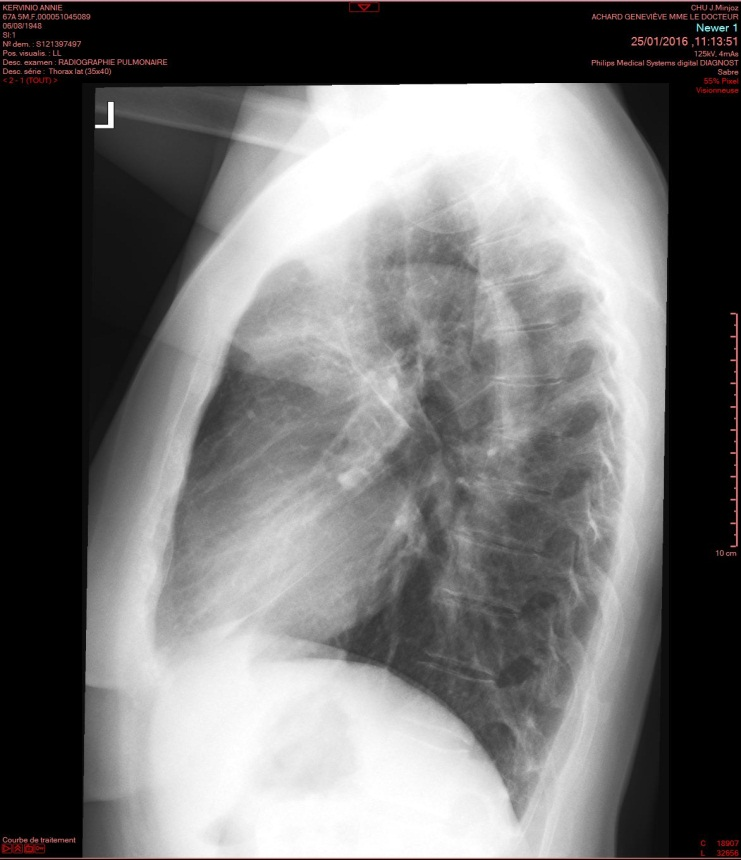 KERVINIO ANNIE
67A 5M,F,000051045089
06/08/1948
SI:1
Nº dem. : S121397497
Pos. visualis. : LL
Desc. examen : RADIOGRAPHIE PULMONAIRE
Desc. série : Thorax lat (35x40)
< 2 - 1 (TOUT) >
CHU J.Minjoz
ACHARD GENEVIÈVE MME LE DOCTEUR
Newer 1
25/01/2016 ,11:13:51
125kV, 4mAs
Philips Medical Systems digital DIAGNOST
Sabre
55% Pixel
Visionneuse
10 cm
Courbe de traitement
C 16907
L 32856